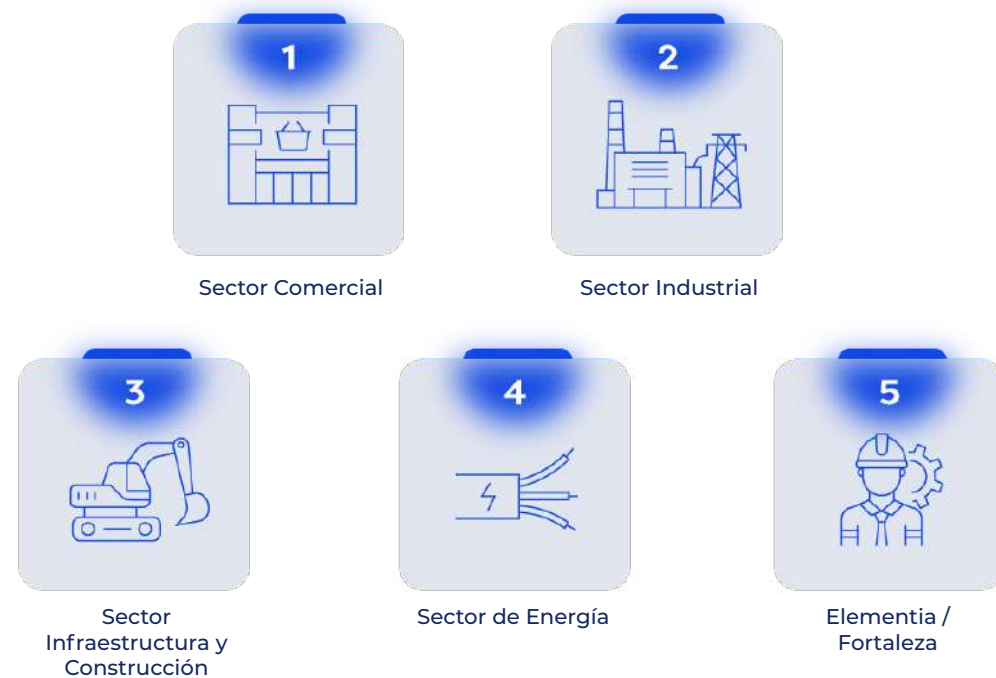 1
2
Sector Comercial
Sector Industrial
3
4
5
Sector
Infraestructura y
Construcción
Sector de Energía
Elementia /
Fortaleza